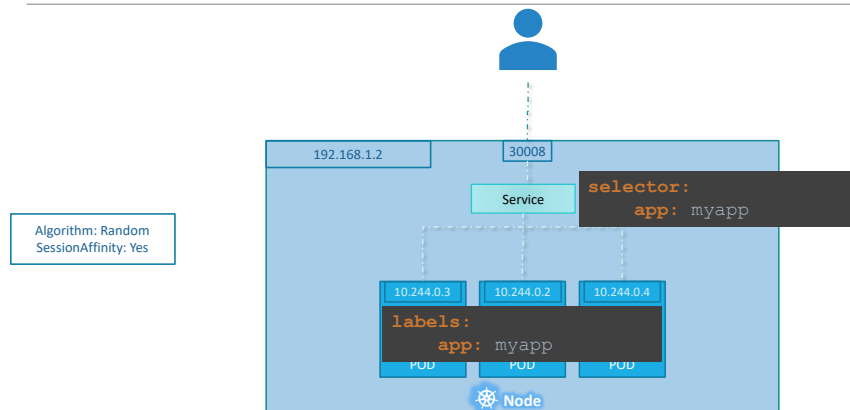 192.168.1.2
30008
Service
selector:
app: myapp
Algorithm: Random
SessionAffinity: Yes
10.244.0.3
10.244.0.2
10.244.0.4
labels:
app: myapp
POD
POD
POD
Node